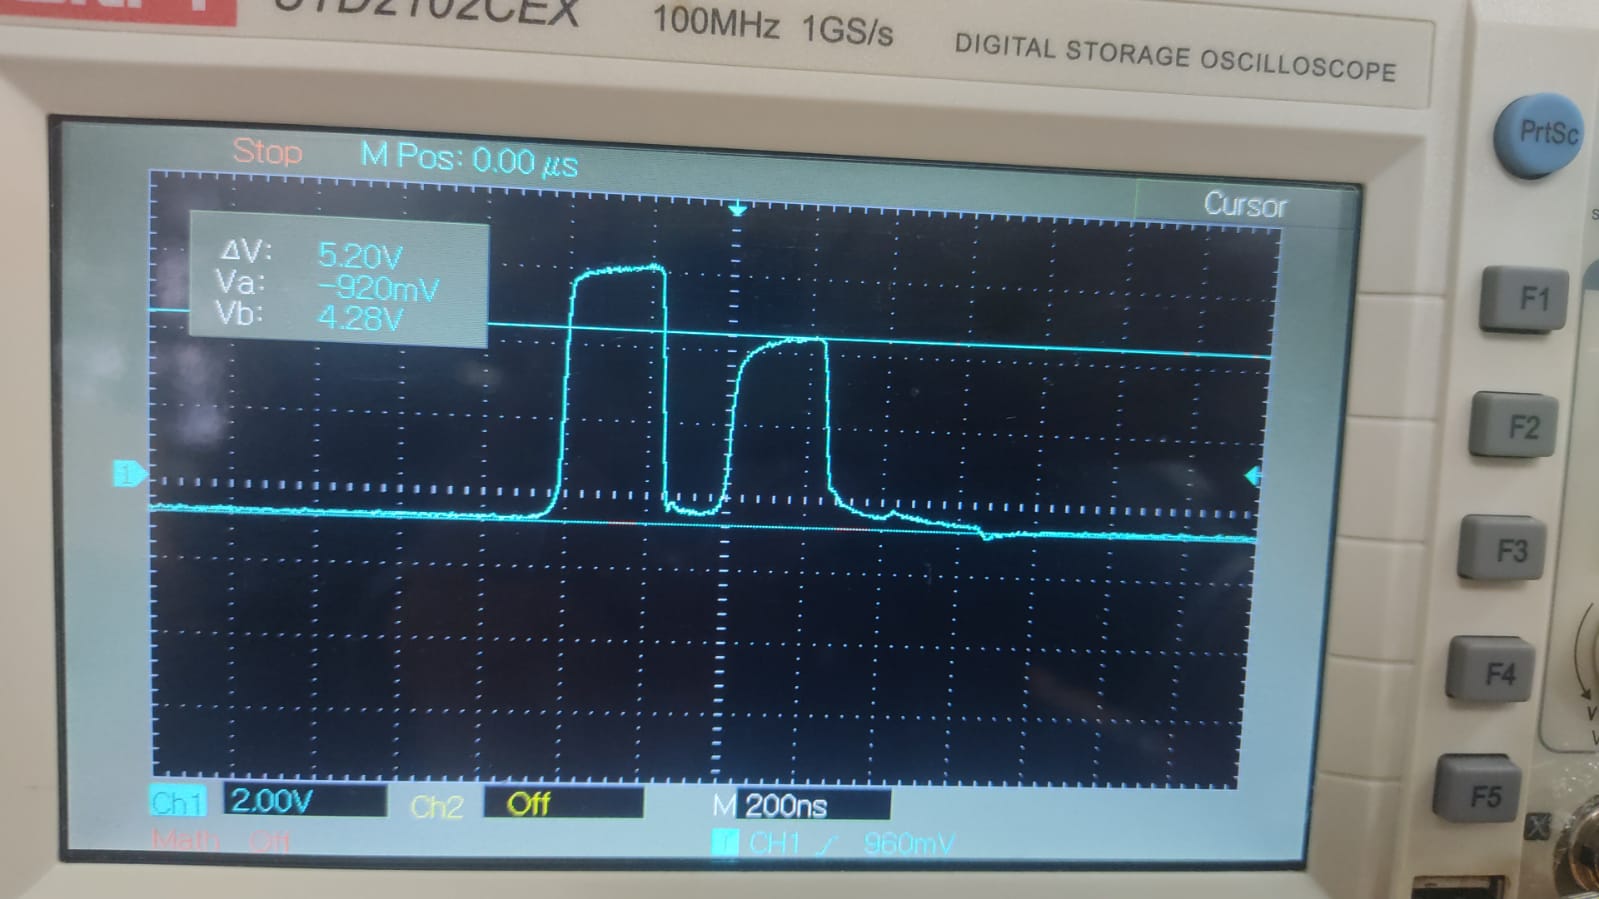 UTD2102CEX 100MHz 1GS/s DIGITAL STORAGE OSCILLOSCOPE
PrtSc
Stop M Pos: 0.00 μs Cursor
ΔV: 5.20V
Va: -920mV
Vb: 4.28V
1
F1
F2
F3
F4
F5
Ch1 2.00V Ch2 Off M 200ns
Math Off CH1 960mV